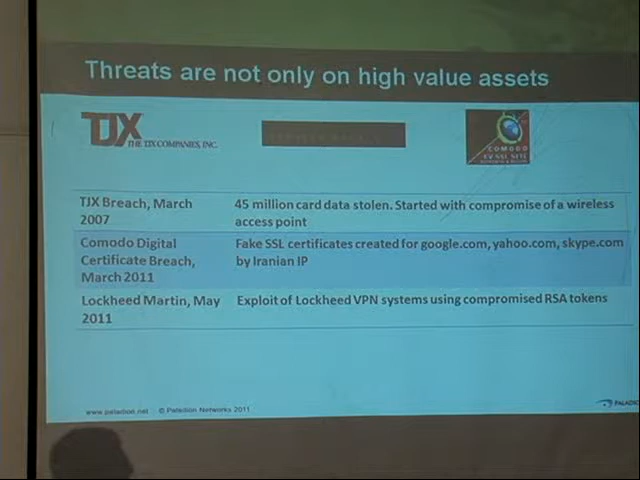 Threats are not only on high value assets
TJX
THE TJX COMPANIES, INC.
COMODO
EV SSL SITE
TJX Breach, March
2007
45 million card data stolen. Started with compromise of a wireless
access point
Comodo Digital
Certificate Breach,
March 2011
Fake SSL certificates created for google.com, yahoo.com, skype.com
by Iranian IP
Lockheed Martin, May
2011
Exploit of Lockheed VPN systems using compromised RSA tokens
www.paladion.net © Paladion Networks 2011